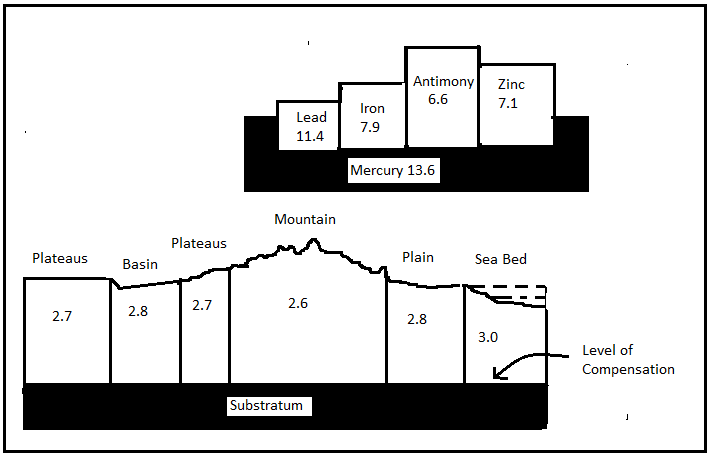 Lead
11.4
Iron
7.9
Antimony
6.6
Zinc
7.1
Mercury 13.6
Plateaus
Basin
Plateaus
Mountain
Plain
Sea Bed
2.7
2.8
2.7
2.6
2.8
3.0
Level of
Compensation
Substratum